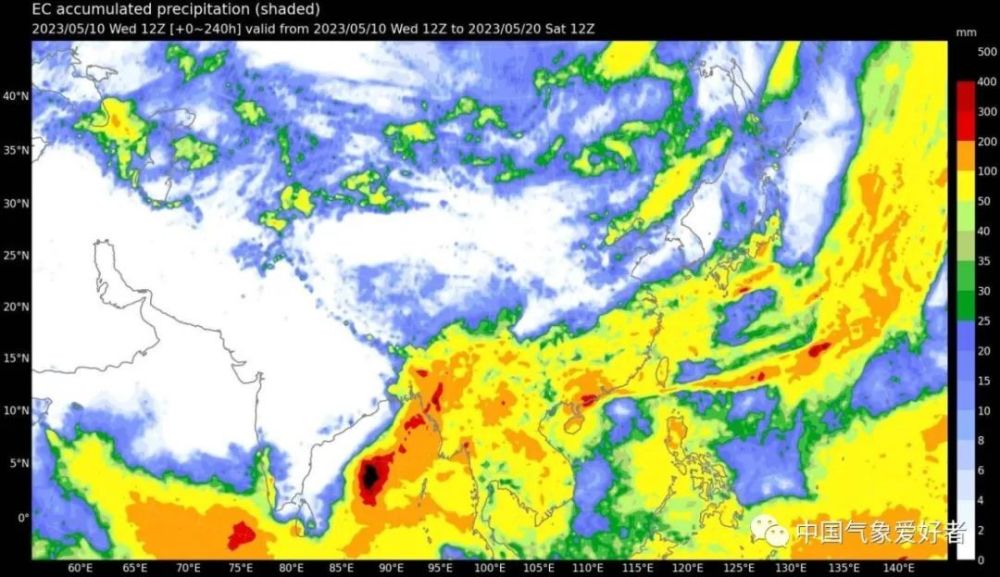 EC accumulated precipitation (shaded)
2023/05/10 Wed 12Z [+0~240h] valid from 2023/05/10 Wed 12Z to 2023/05/20 Sat 12Z
mm
500
400
300
200
100
50
40
35
30
25
20
15
10
8
6
4
2
0
40°N
35°N
30°N
25°N
20°N
15°N
10°N
5°N
0°
60°E 65°E 70°E 75°E 80°E 85°E 90°E 95°E 100°E 105°E 110°E 115°E 120°E 125°E 130°E 135°E 140°E
中国气象爱好者